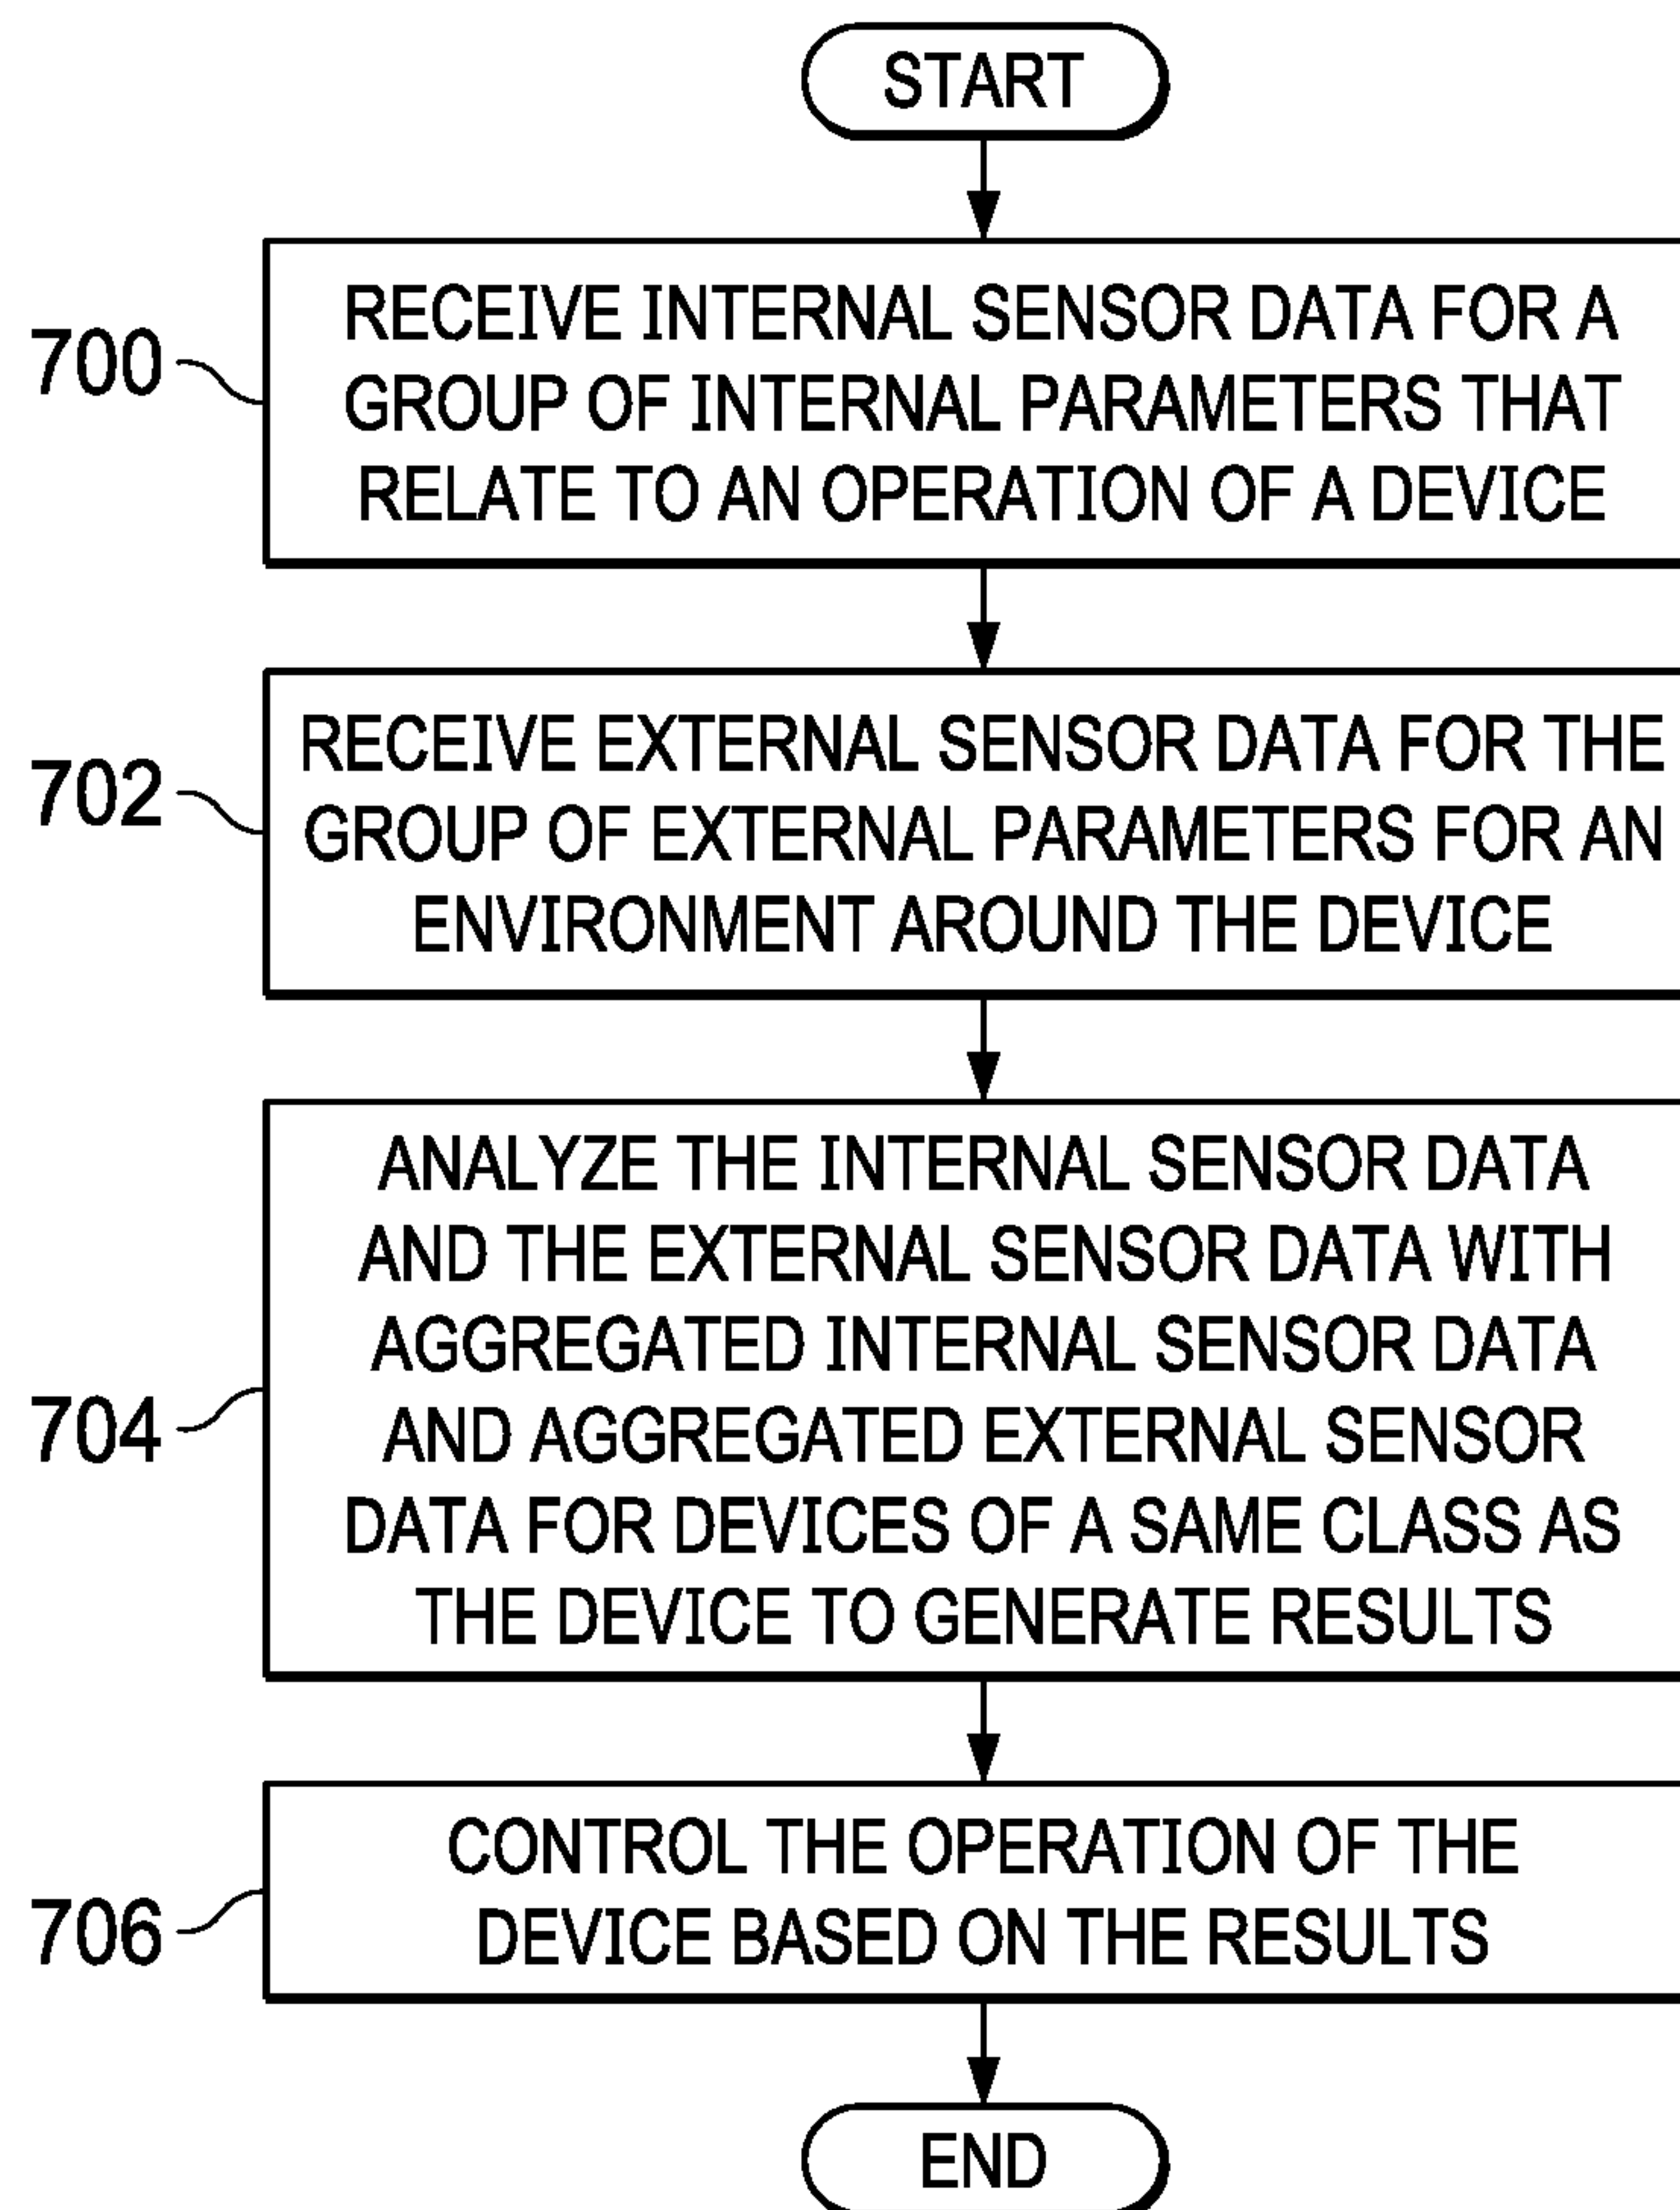 START
700
RECEIVE INTERNAL SENSOR DATA FOR A
GROUP OF INTERNAL PARAMETERS THAT
RELATE TO AN OPERATION OF A DEVICE
702
RECEIVE EXTERNAL SENSOR DATA FOR THE
GROUP OF EXTERNAL PARAMETERS FOR AN
ENVIRONMENT AROUND THE DEVICE
704
ANALYZE THE INTERNAL SENSOR DATA
AND THE EXTERNAL SENSOR DATA WITH
AGGREGATED INTERNAL SENSOR DATA
AND AGGREGATED EXTERNAL SENSOR
DATA FOR DEVICES OF A SAME CLASS AS
THE DEVICE TO GENERATE RESULTS
706
CONTROL THE OPERATION OF THE
DEVICE BASED ON THE RESULTS
END